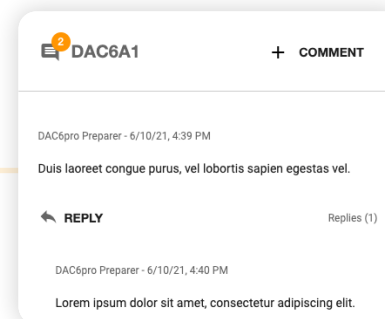 2
DAC6A1
+ COMMENT
DAC6pro Preparer - 6/10/21, 4:39 PM
Duis laoreet congue purus, vel lobortis sapien egestas vel.
REPLY Replies (1)
DAC6pro Preparer - 6/10/21, 4:40 PM
Lorem ipsum dolor sit amet, consectetur adipiscing elit.